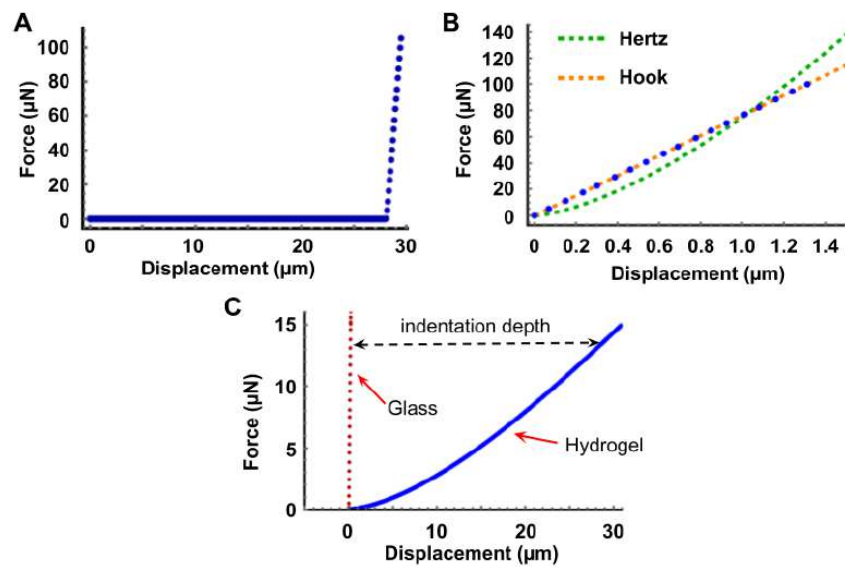 A
Force (µN)
100
80
60
40
20
0
0
10
20
30
Displacement (µm)
B
Force (µN)
140
120
100
80
60
40
20
0
Hertz
Hook
0
0.2
0.4
0.6
0.8
1.0
1.2
1.4
Displacement (µm)
C
Force (µN)
15
10
5
0
indentation depth
Glass
Hydrogel
0
10
20
30
Displacement (µm)